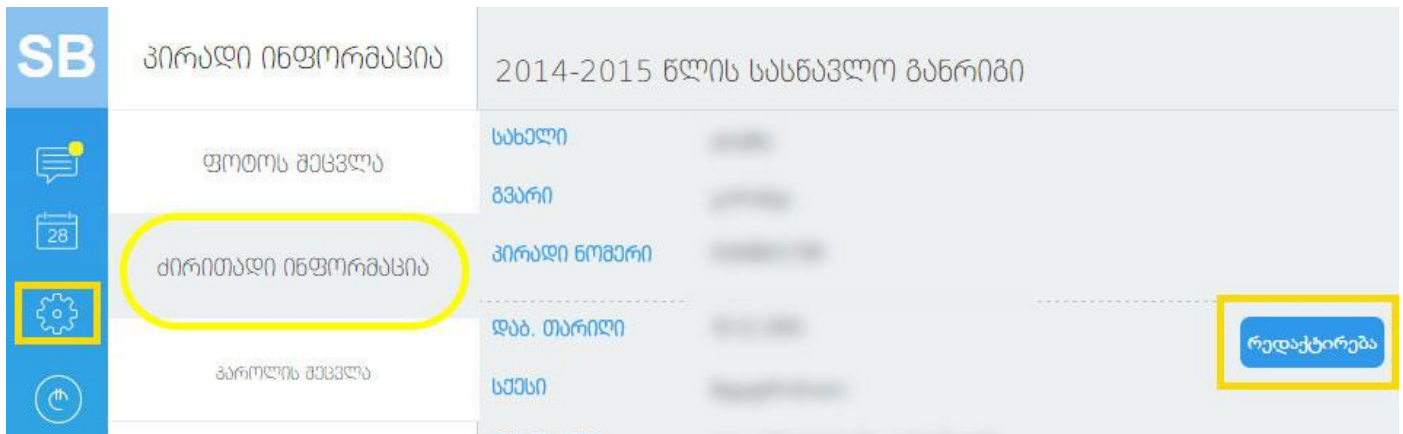 SB
28
პირადი ინფორმაცია
ფოტოს შეცვლა
ძირითადი ინფორმაცია
პაროლის შეცვლა
2014-2015 წლის სასწავლო განრიგი
სახელი
გვარი
პირადი ნომერი
დაბ. თარიღი
სქესი
რედაქტირება